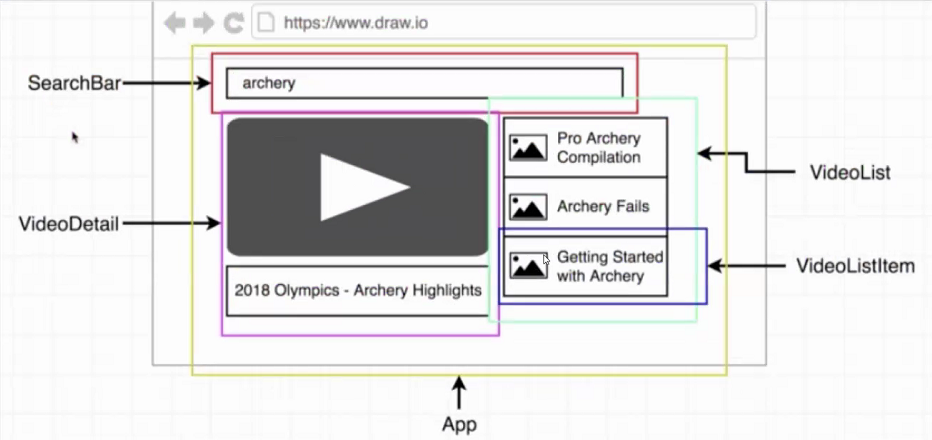 https://www.draw.io
SearchBar
archery
Pro Archery
Compilation
VideoList
Archery Fails
VideoDetail
Getting Started
with Archery
VideoListItem
2018 Olympics - Archery Highlights
App